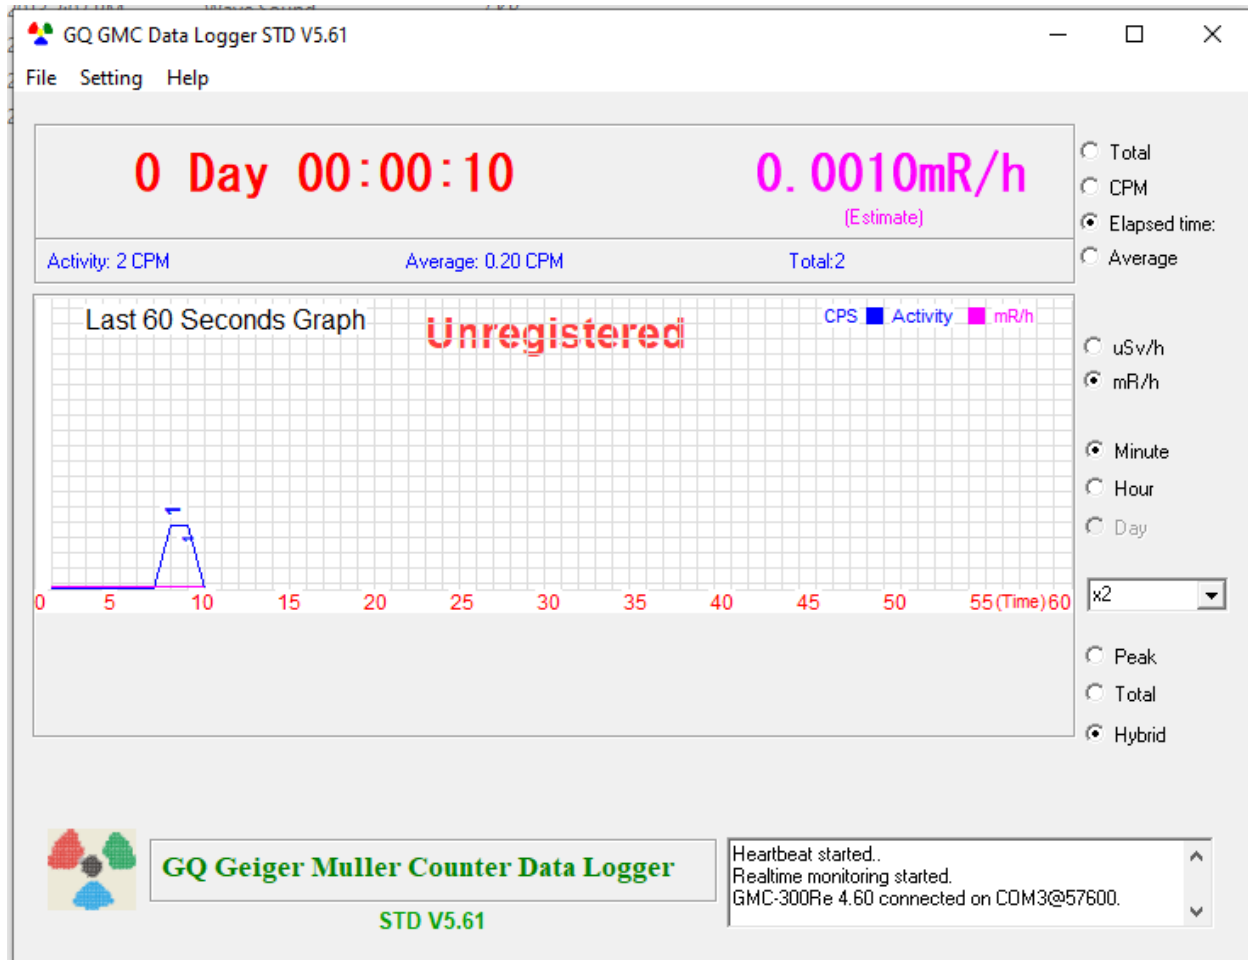 GQ GMC Data Logger STD V5.61
File Setting Help
0 Day 00:00:10
0.0010mR/h
(Estimate)
Activity: 2 CPM
Average: 0.20 CPM
Total:2
Total
CPM
Elapsed time:
Average
Last 60 Seconds Graph
Unregistered
CPS Activity mR/h
1
1
0 5 10 15 20 25 30 35 40 45 50 55 (Time) 60
uSv/h
mR/h
Minute
Hour
Day
x2
Peak
Total
Hybrid
GQ Geiger Muller Counter Data Logger
STD V5.61
Heartbeat started..
Realtime monitoring started.
GMC-300Re 4.60 connected on COM3@57600.